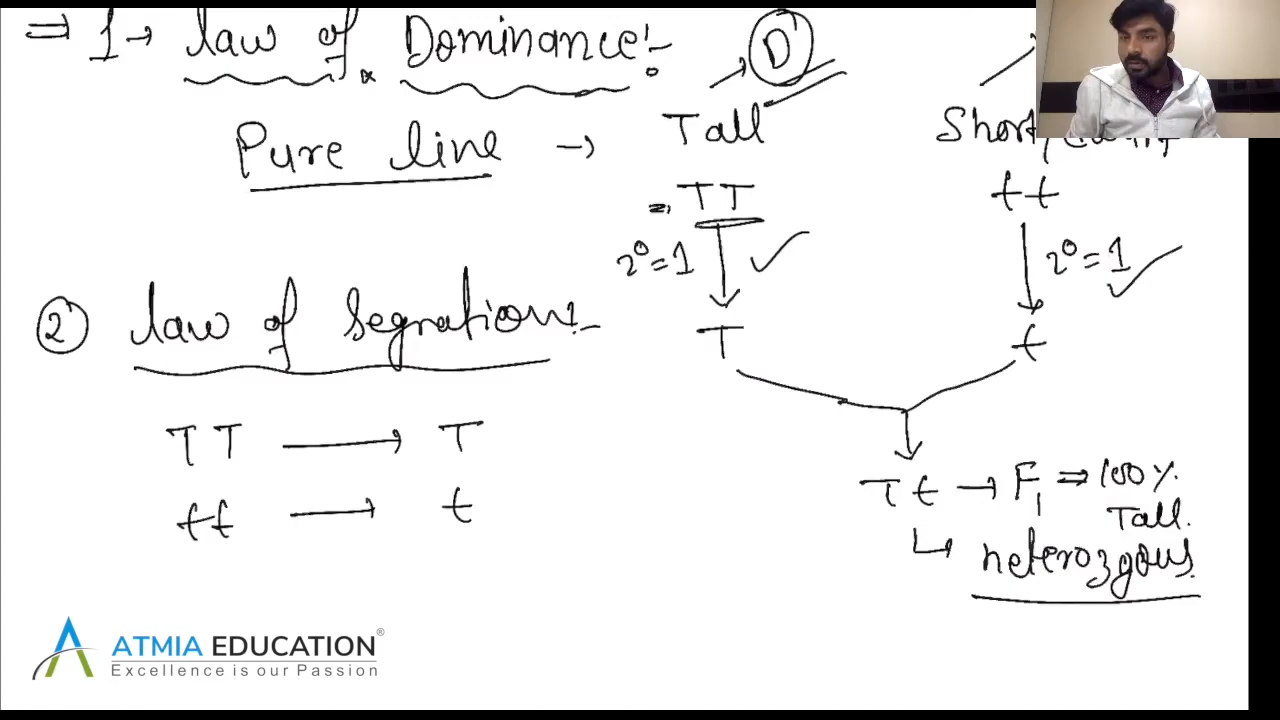 ⇒ 1→ law of Dominance:-
D
Pure line → Tall
Short/
= TT
tt
2⁰=1
2⁰=1
② law of Segration:-
T
t
TT → T
tt → t
Tt → F₁ ⇒ 100%
Tall.
heterozgous.
ATMIA EDUCATION®
Excellence is our Passion